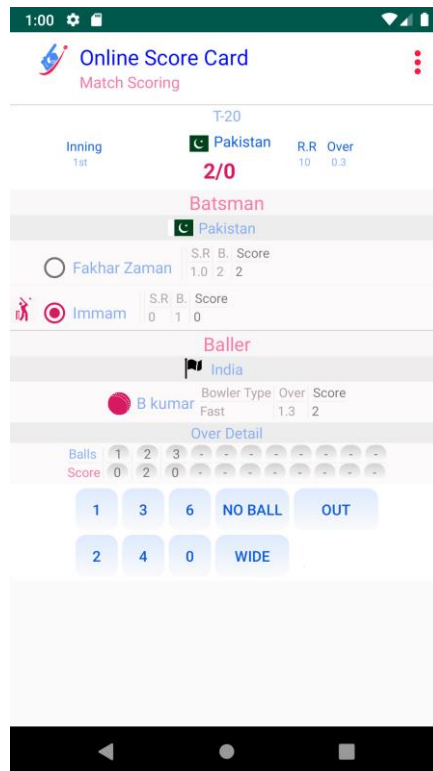 1:00
Online Score Card
Match Scoring
T-20
Inning Pakistan R.R Over
1st 2/0 10 0.3
Batsman
Pakistan
Fakhar Zaman S.R B. Score
1.0 2 2
Immam S.R B. Score
0 1 0
Baller
India
B kumar Bowler Type Over Score
Fast 1.3 2
Over Detail
Balls 1 2 3 - - - - - - - -
Score 0 2 0 - - - - - - - -
1 3 6 NO BALL OUT
2 4 0 WIDE